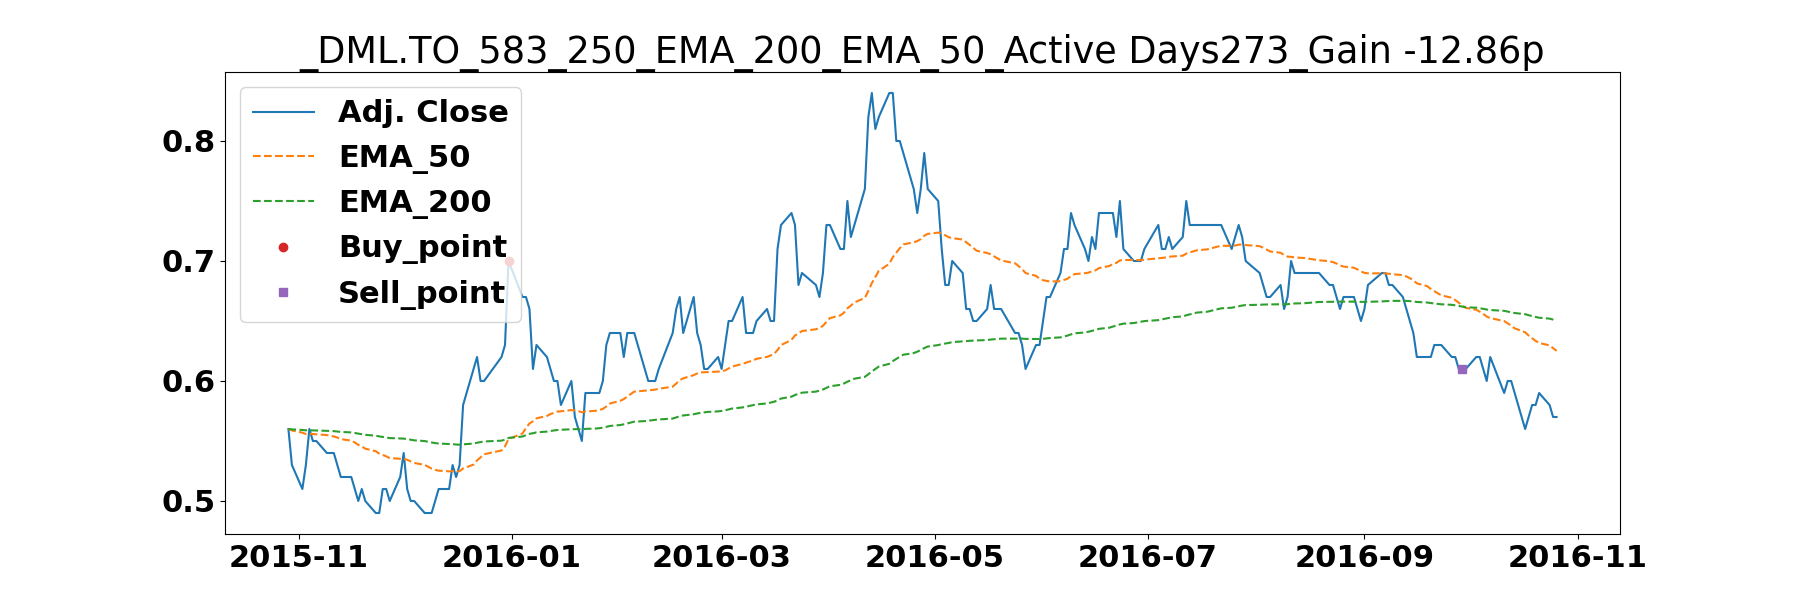 _DML.TO_583_250_EMA_200_EMA_50_Active Days273_Gain -12.86p
Adj. Close
EMA_50
EMA_200
Buy_point
Sell_point
0.8
0.7
0.6
0.5
2015-11 2016-01 2016-03 2016-05 2016-07 2016-09 2016-11